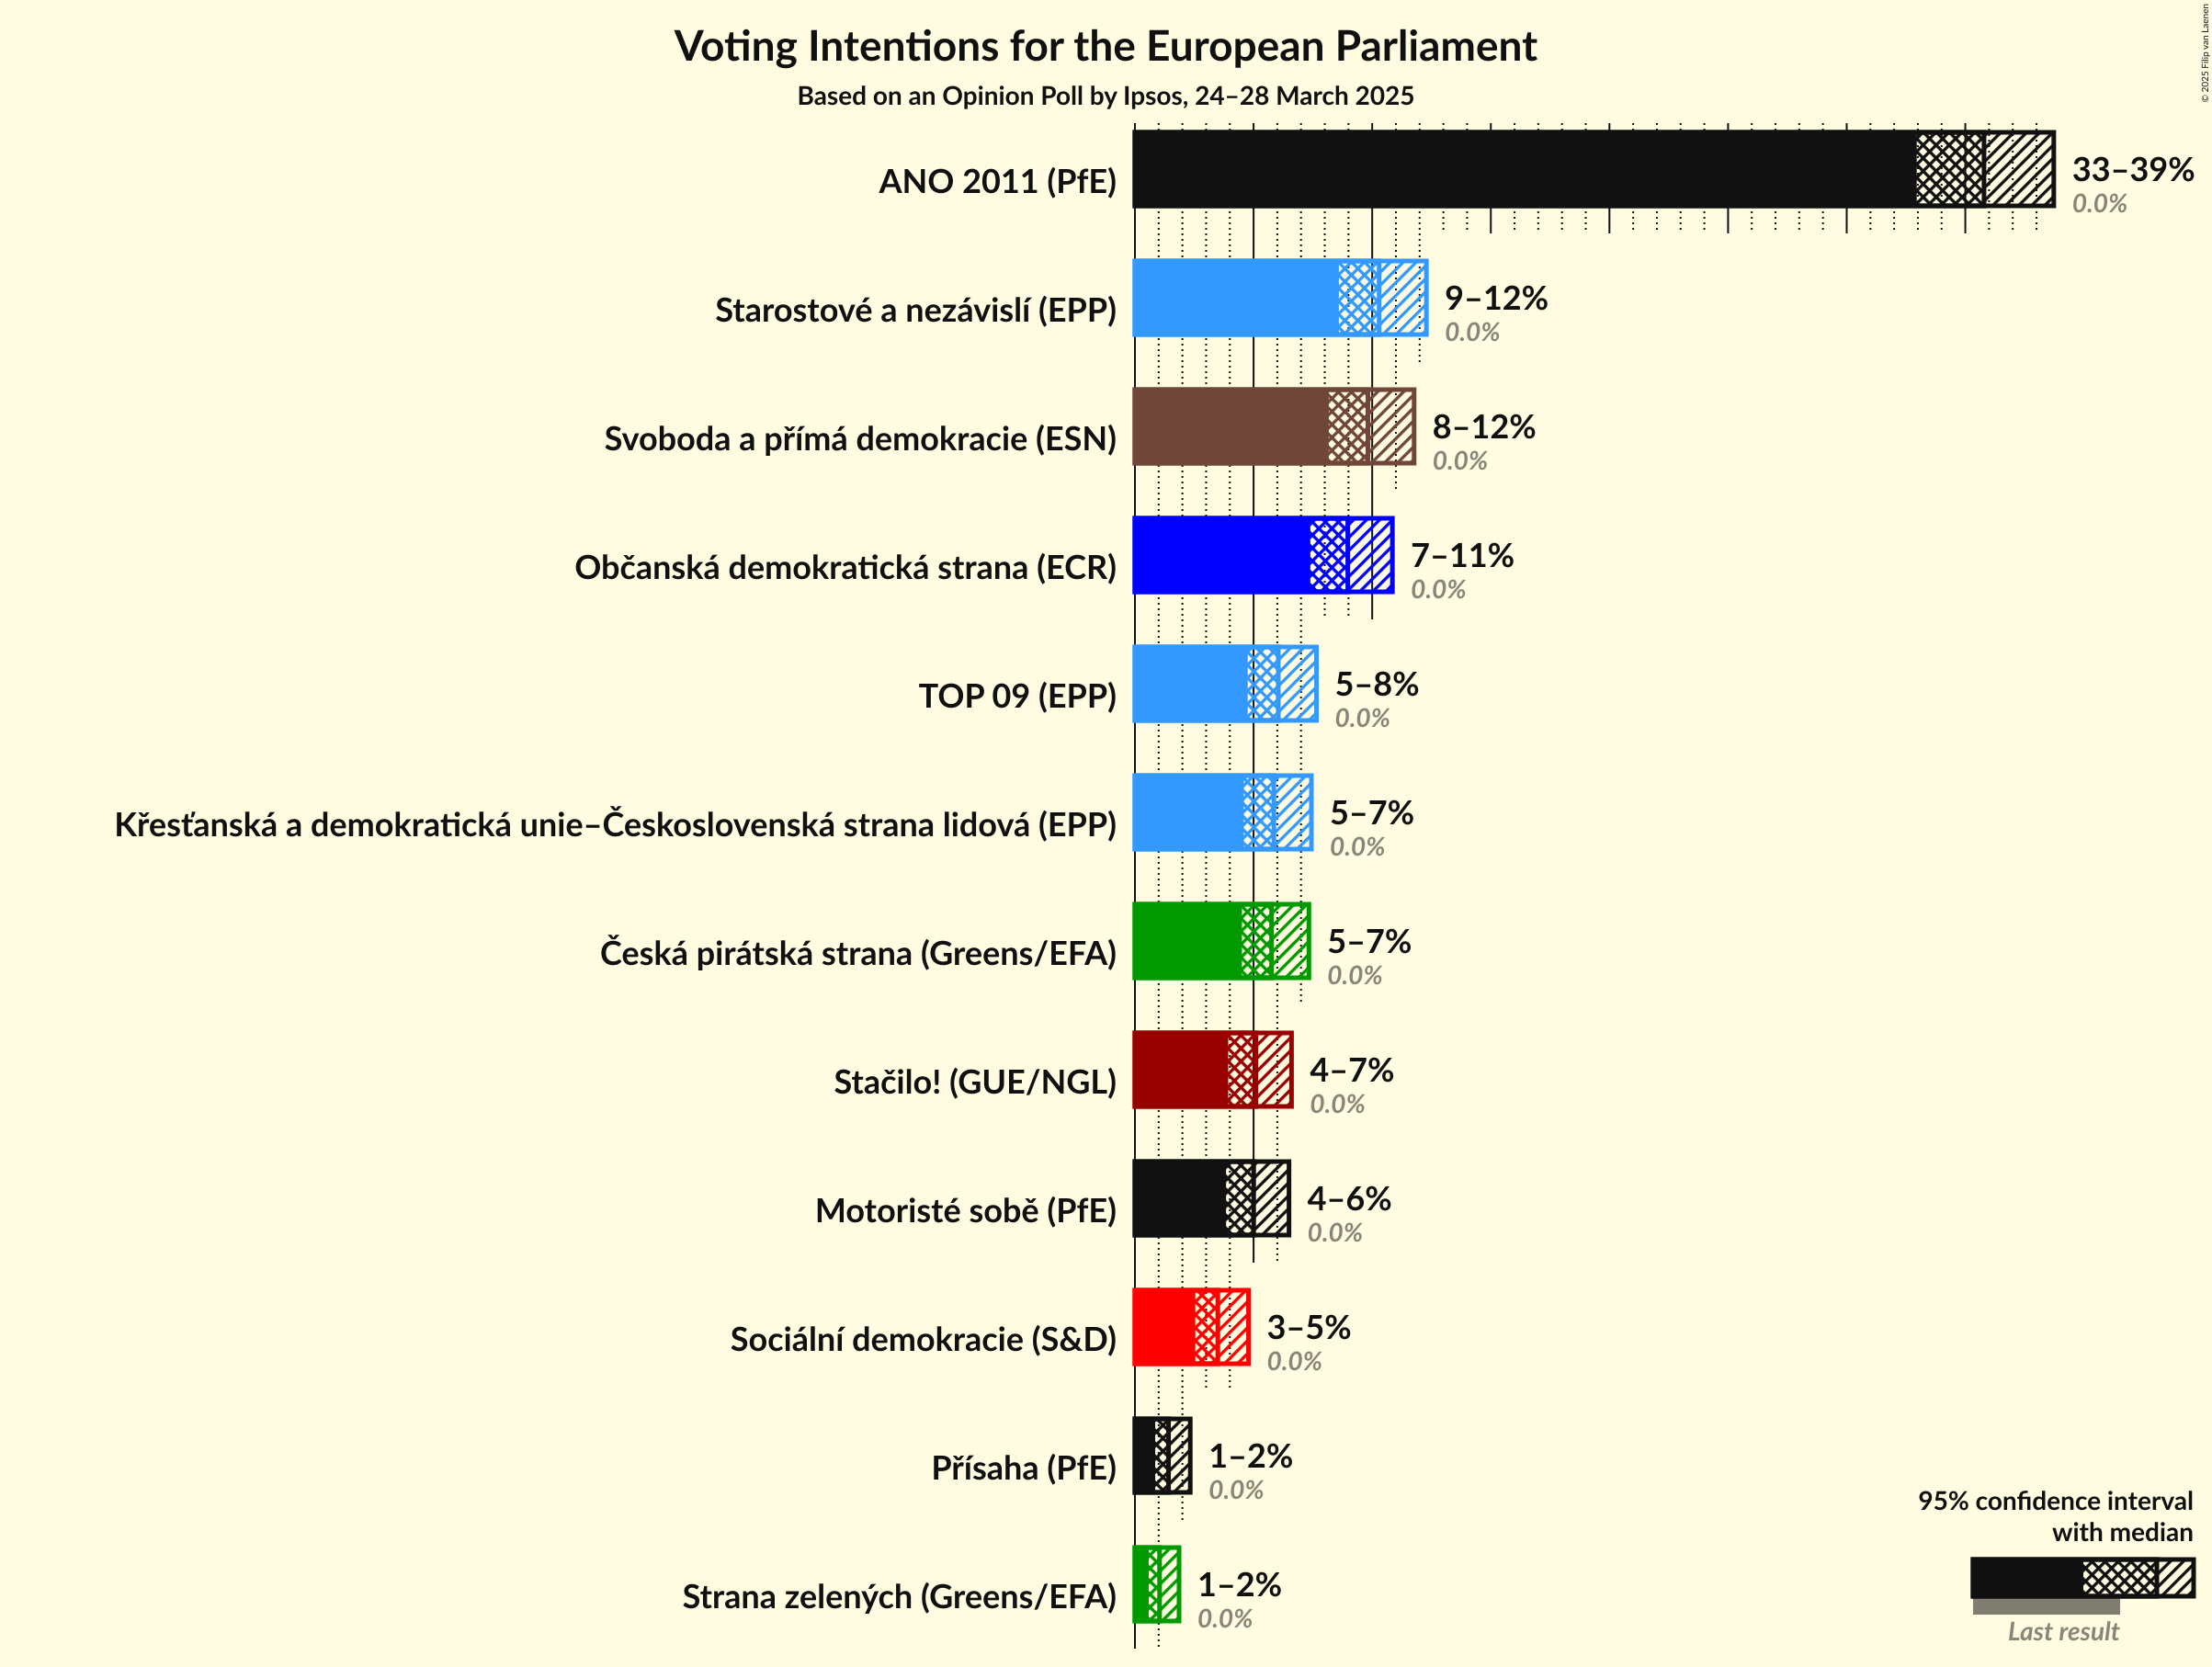 Voting Intentions for the European Parliament
Based on an Opinion Poll by Ipsos, 24–28 March 2025
© 2025 Filip van Laenen
ANO 2011 (PfE)
33–39%
0.0%
Starostové a nezávislí (EPP)
9–12%
0.0%
Svoboda a přímá demokracie (ESN)
8–12%
0.0%
Občanská demokratická strana (ECR)
7–11%
0.0%
TOP 09 (EPP)
5–8%
0.0%
Křesťanská a demokratická unie–Československá strana lidová (EPP)
5–7%
0.0%
Česká pirátská strana (Greens/EFA)
5–7%
0.0%
Stačilo! (GUE/NGL)
4–7%
0.0%
Motoristé sobě (PfE)
4–6%
0.0%
Sociální demokracie (S&D)
3–5%
0.0%
Přísaha (PfE)
1–2%
0.0%
Strana zelených (Greens/EFA)
1–2%
0.0%
95% confidence interval
with median
Last result